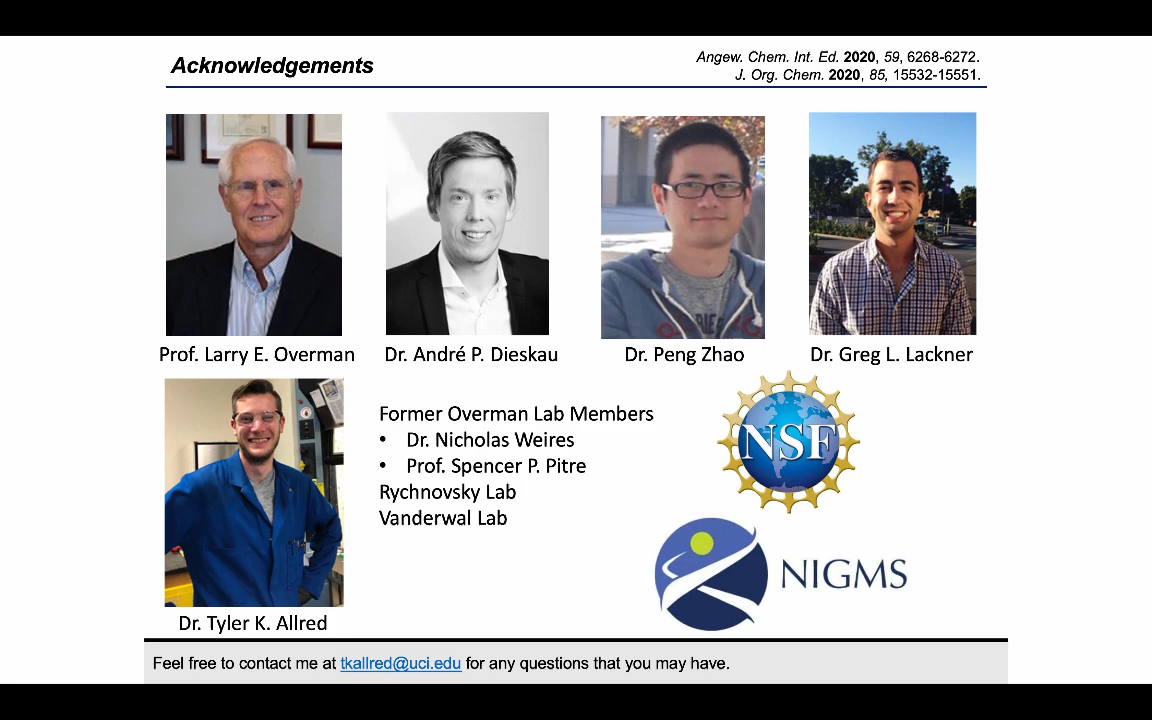 Acknowledgements
Angew. Chem. Int. Ed. 2020, 59, 6268-6272.
J. Org. Chem. 2020, 85, 15532-15551.
Prof. Larry E. Overman
Dr. André P. Dieskau
Dr. Peng Zhao
Dr. Greg L. Lackner
Former Overman Lab Members
• Dr. Nicholas Weires
• Prof. Spencer P. Pitre
Rychnovsky Lab
Vanderwal Lab
NSF
NIGMS
Dr. Tyler K. Allred
Feel free to contact me at tkallred@uci.edu for any questions that you may have.